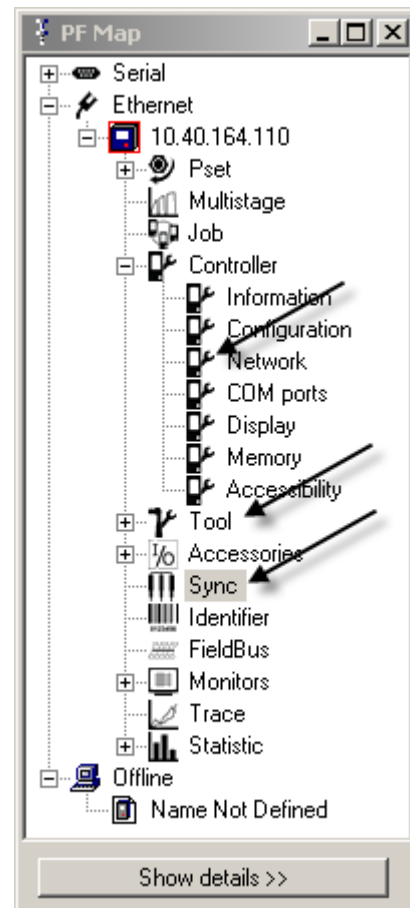 PF Map
Serial
Ethernet
10.40.164.110
Pset
Multistage
Job
Controller
Information
Configuration
Network
COM ports
Display
Memory
Accessibility
Tool
I/O Accessories
Sync
Identifier
FieldBus
Monitors
Trace
Statistic
Offline
Name Not Defined
Show details >>